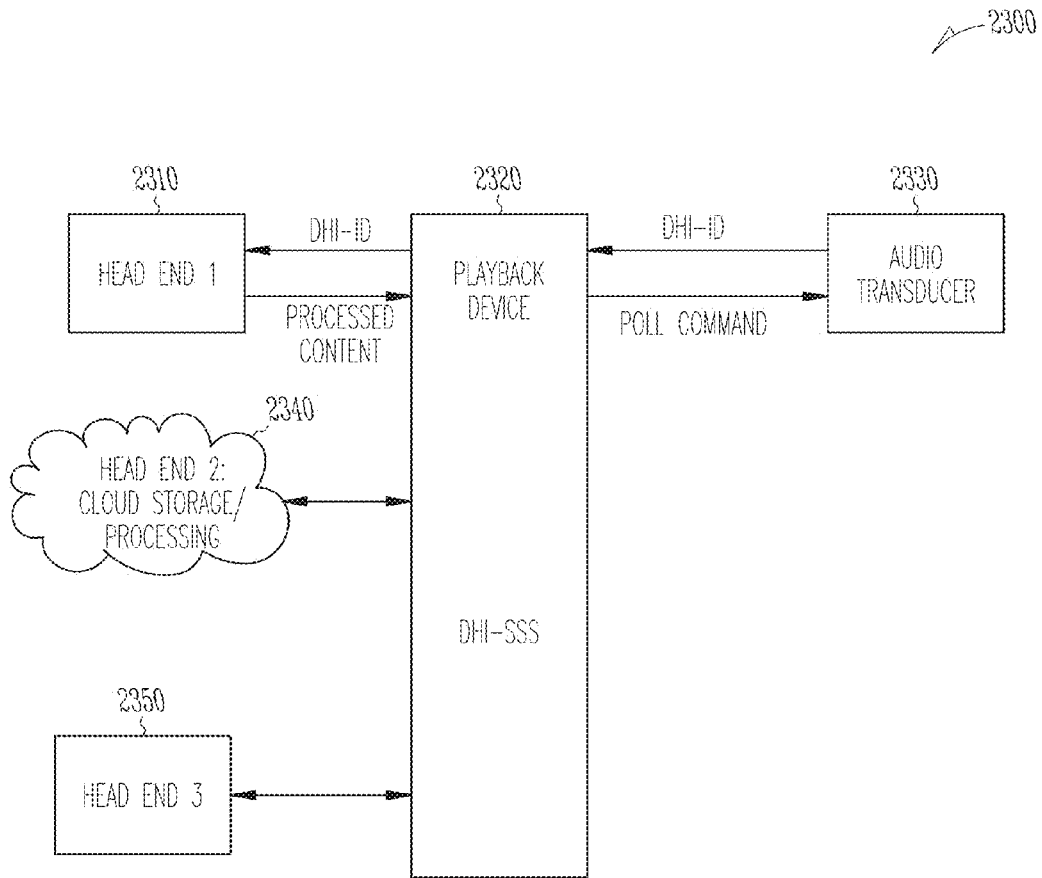 2300
2310
2320
2330
HEAD END 1
DHI-ID
PROCESSED
CONTENT
PLAYBACK
DEVICE
DHI-ID
POLL COMMAND
AUDIO
TRANSDUCER
2340
HEAD END 2:
CLOUD STORAGE/
PROCESSING
DHI-SSS
2350
HEAD END 3